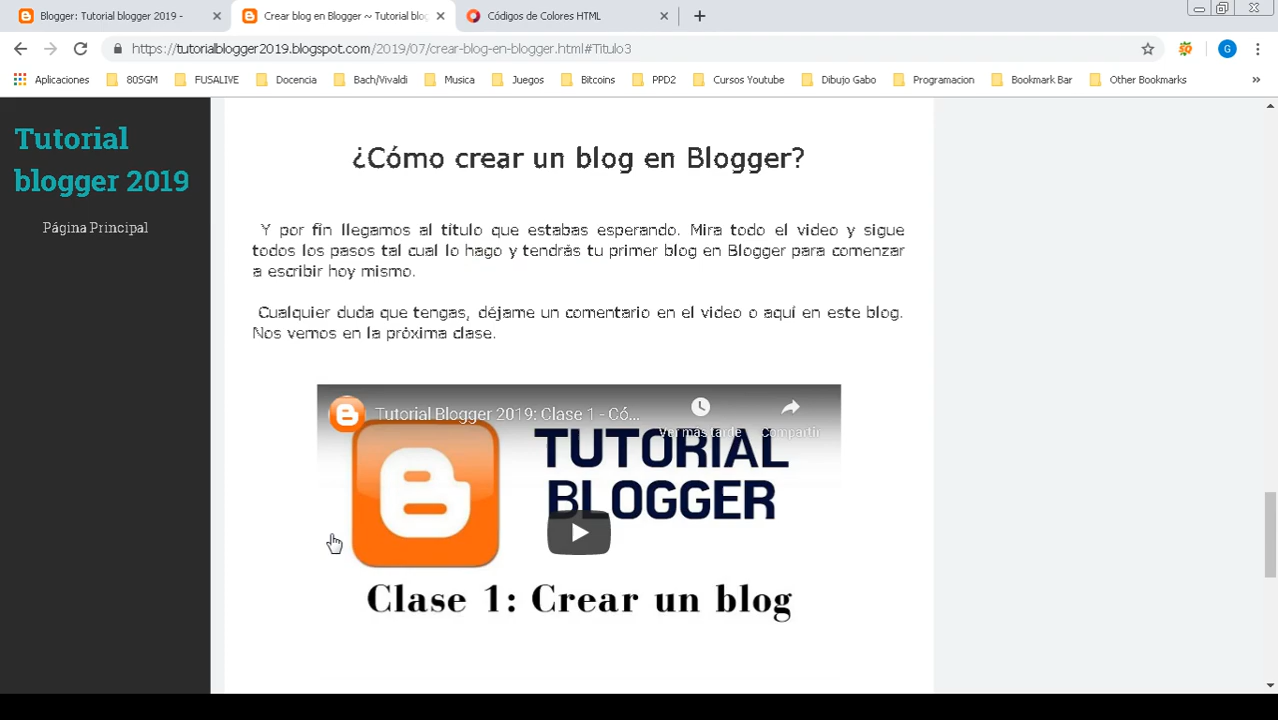 Blogger: Tutorial blogger 2019 -
Crear blog en Blogger ~ Tutorial blog
Códigos de Colores HTML
https://tutorialblogger2019.blogspot.com/2019/07/crear-blog-en-blogger.html#Titulo3
G
Aplicaciones
80SGM
FUSALIVE
Docencia
Bach/Vivaldi
Musica
Juegos
Bitcoins
PPD2
Cursos Youtube
Dibujo Gabo
Programacion
Bookmark Bar
Other Bookmarks
Tutorial
blogger 2019
Página Principal
¿Cómo crear un blog en Blogger?
Y por fin llegamos al título que estabas esperando. Mira todo el video y sigue
todos los pasos tal cual lo hago y tendrás tu primer blog en Blogger para comenzar
a escribir hoy mismo.
Cualquier duda que tengas, déjame un comentario en el video o aquí en este blog.
Nos vemos en la próxima clase.
Tutorial Blogger 2019: Clase 1 - Có...
Ver más tarde
Compartir
TUTORIAL
BLOGGER
Clase 1: Crear un blog